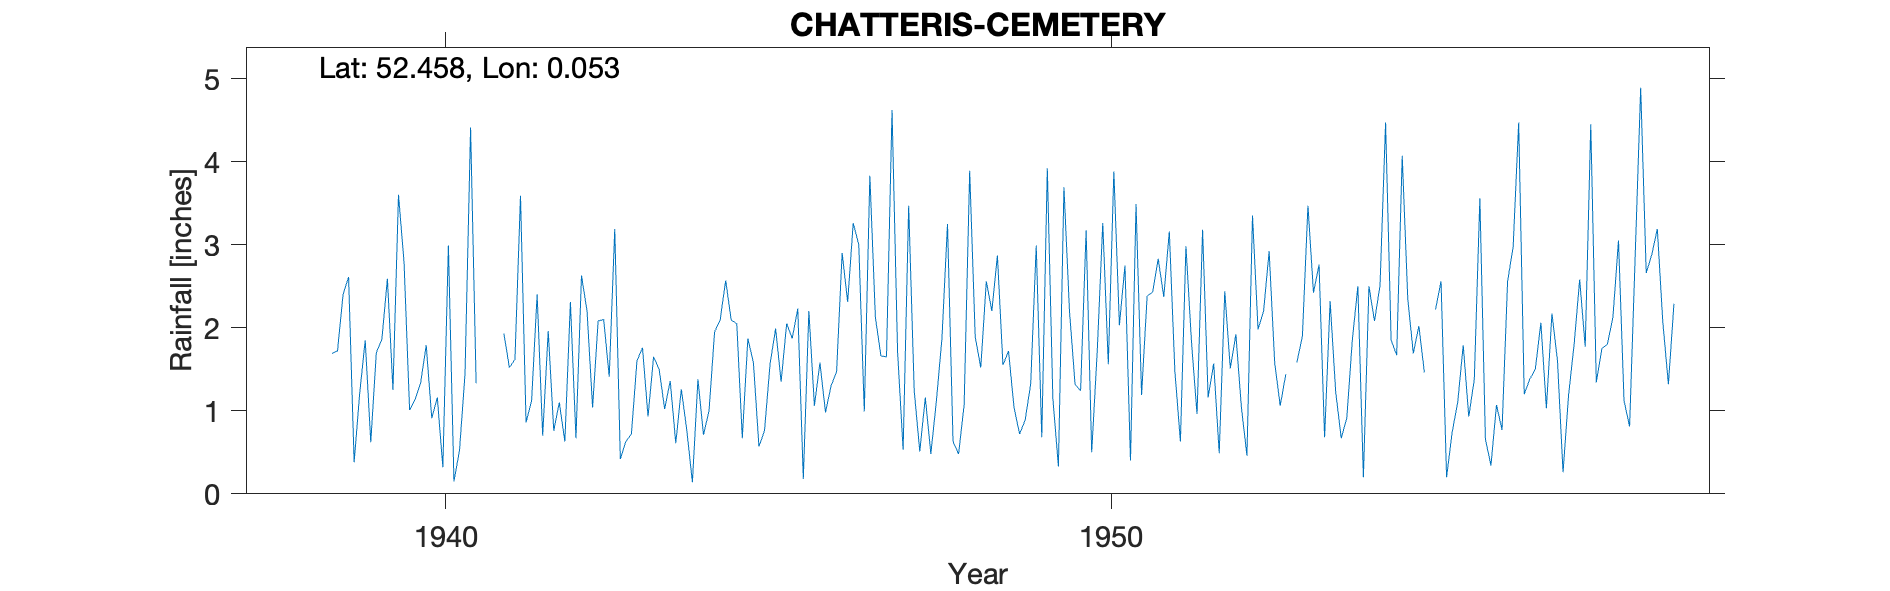 CHATTERIS-CEMETERY
Lat: 52.458, Lon: 0.053
5
4
3
2
1
0
Rainfall [inches]
1940 1950
Year